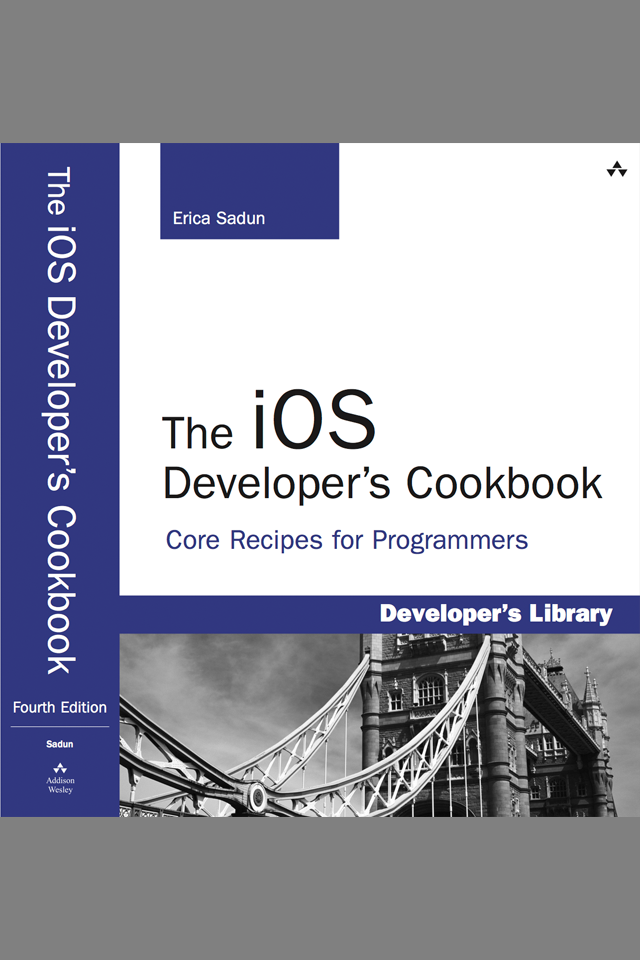 The iOS Developer's Cookbook
Fourth Edition
Sadun
Addison
Wesley
Erica Sadun
The iOS
Developer's Cookbook
Core Recipes for Programmers
Developer's Library